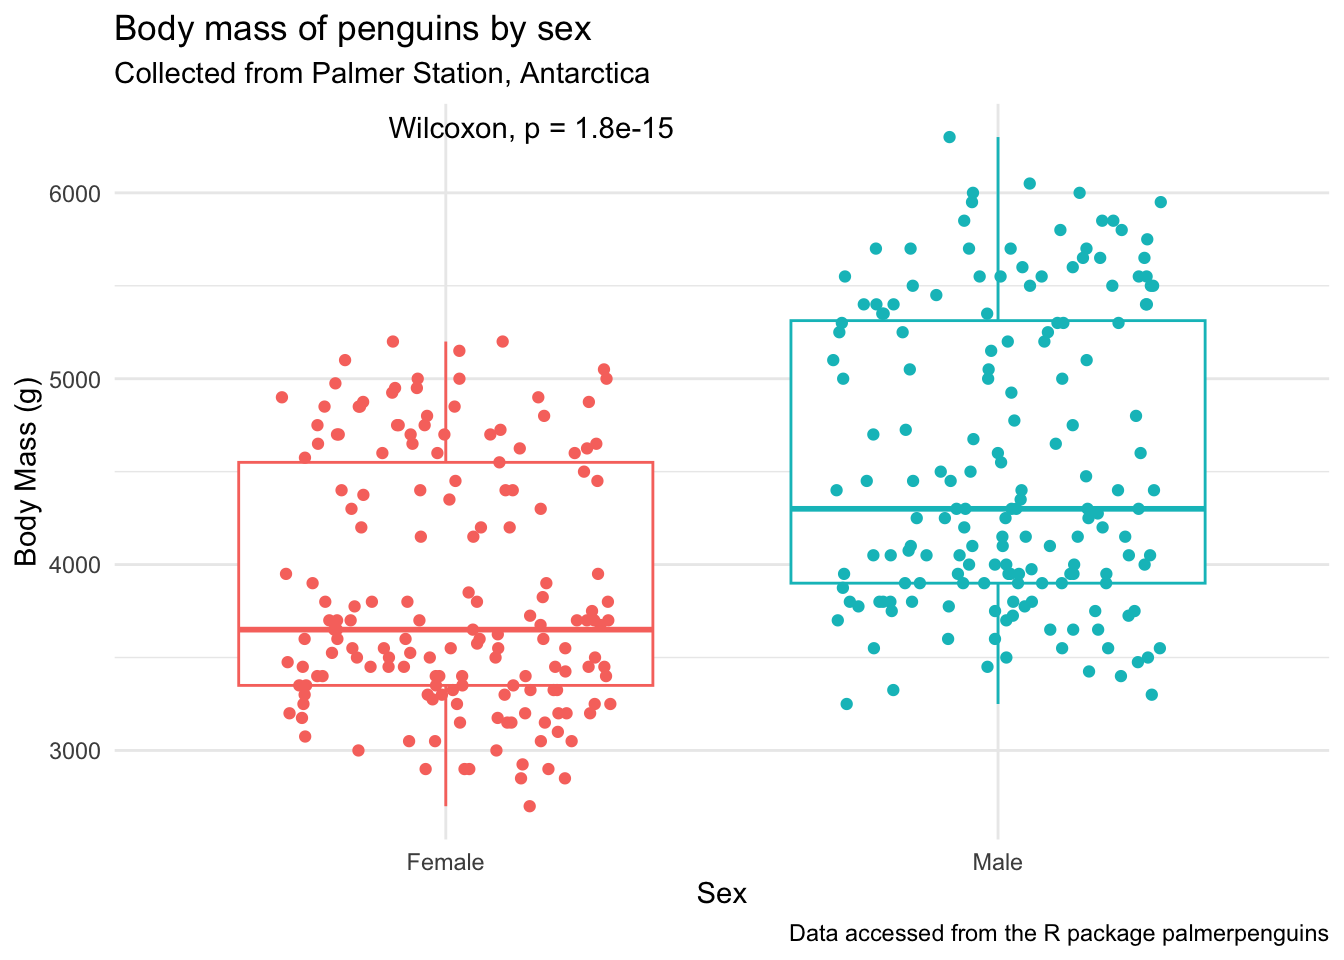 Body mass of penguins by sex
Collected from Palmer Station, Antarctica
Wilcoxon, p = 1.8e-15
6000
5000
4000
3000
Body Mass (g)
Female
Male
Sex
Data accessed from the R package palmerpenguins